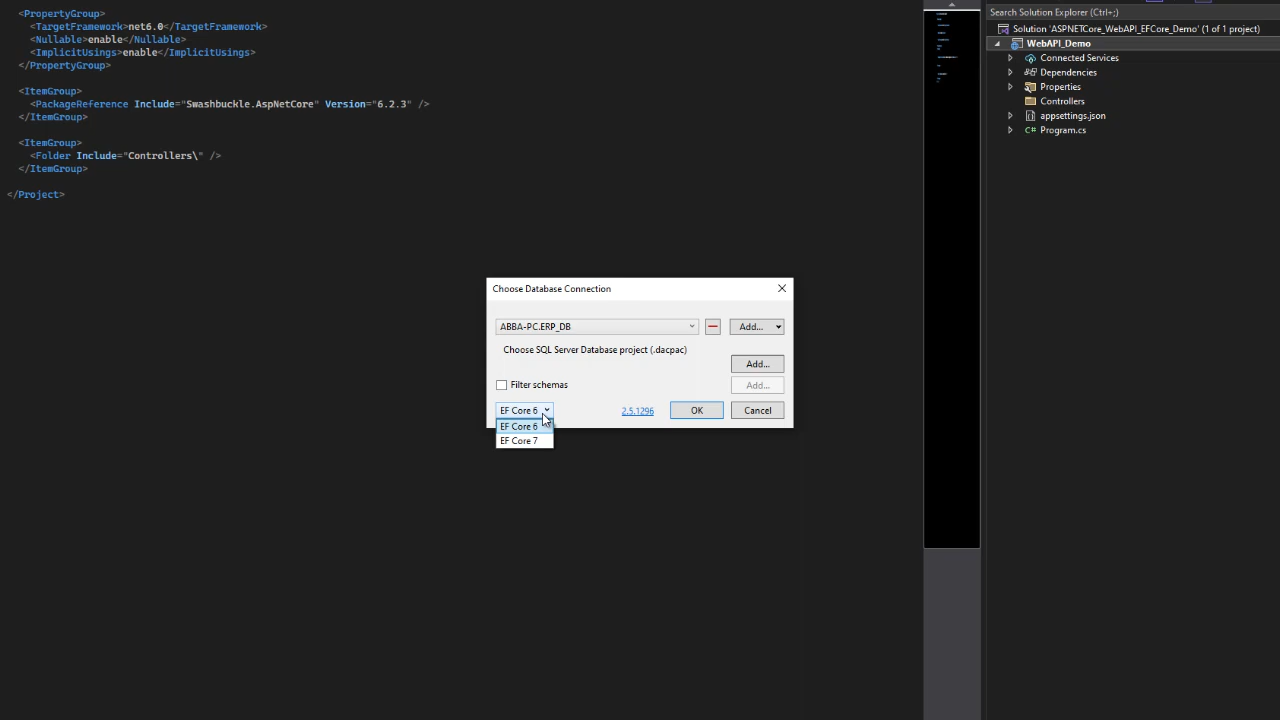 <PropertyGroup>
<TargetFramework>net6.0</TargetFramework>
<Nullable>enable</Nullable>
<ImplicitUsings>enable</ImplicitUsings>
</PropertyGroup>
<ItemGroup>
<PackageReference Include="Swashbuckle.AspNetCore" Version="6.2.3" />
</ItemGroup>
<ItemGroup>
<Folder Include="Controllers\" />
</ItemGroup>
</Project>
Choose Database Connection
ABBA-PC.ERP_DB
Add...
Choose SQL Server Database project (.dacpac)
Add...
Filter schemas
Add...
EF Core 6
2.5.1296
OK
Cancel
EF Core 6
EF Core 7
Search Solution Explorer (Ctrl+;)
Solution 'ASPNETCore_WebAPI_EFCore_Demo' (1 of 1 project)
WebAPI_Demo
Connected Services
Dependencies
Properties
Controllers
appsettings.json
C# Program.cs